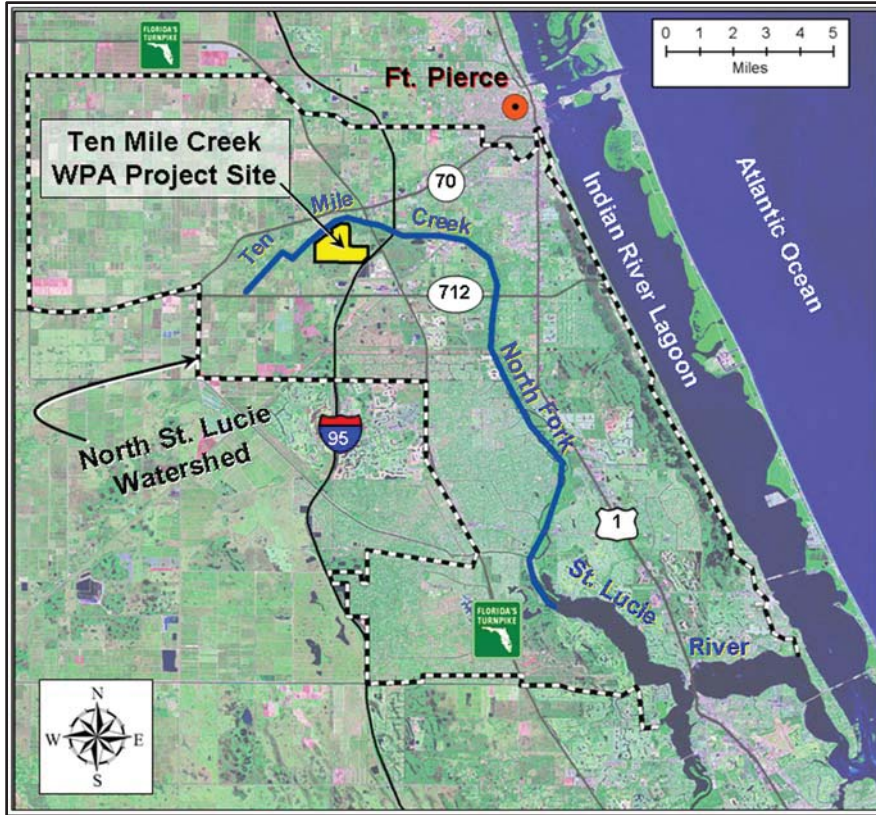 FLORIDA'S
TURNPIKE
0 1 2 3 4 5
Miles
Ft. Pierce
Ten Mile Creek
WPA Project Site
70
Ten Mile Creek
712
Indian River Lagoon
Atlantic Ocean
North Fork
North St. Lucie
Watershed
95
1
St. Lucie
River
FLORIDA'S
TURNPIKE
N
W E
S